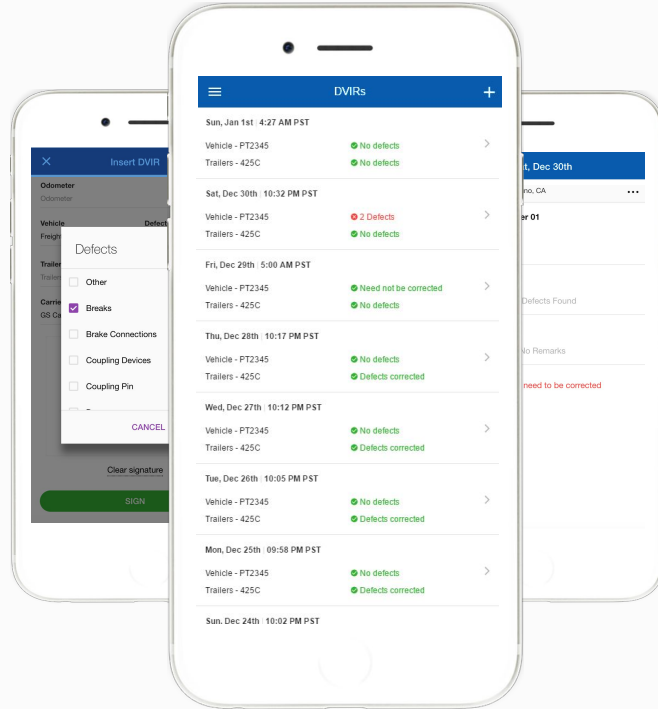 Insert DVIR
Odometer
Odometer
Vehicle
Defect
Freigh
Trailer
Trailer
Carrie
GS Ca
Defects
Other
Breaks
Brake Connections
Coupling Devices
Coupling Pin
CANCEL
Clear signature
SIGN
DVIRs
Sun, Jan 1st | 4:27 AM PST
Vehicle - PT2345 No defects
Trailers - 425C No defects
Sat, Dec 30th | 10:32 PM PST
Vehicle - PT2345 2 Defects
Trailers - 425C No defects
Fri, Dec 29th | 5:00 AM PST
Vehicle - PT2345 Need not be corrected
Trailers - 425C No defects
Thu, Dec 28th | 10:17 PM PST
Vehicle - PT2345 No defects
Trailers - 425C Defects corrected
Wed, Dec 27th | 10:12 PM PST
Vehicle - PT2345 No defects
Trailers - 425C Defects corrected
Tue, Dec 26th | 10:05 PM PST
Vehicle - PT2345 No defects
Trailers - 425C Defects corrected
Mon, Dec 25th | 09:58 PM PST
Vehicle - PT2345 No defects
Trailers - 425C Defects corrected
Sun. Dec 24th | 10:02 PM PST
t, Dec 30th
no, CA
er 01
Defects Found
No Remarks
need to be corrected